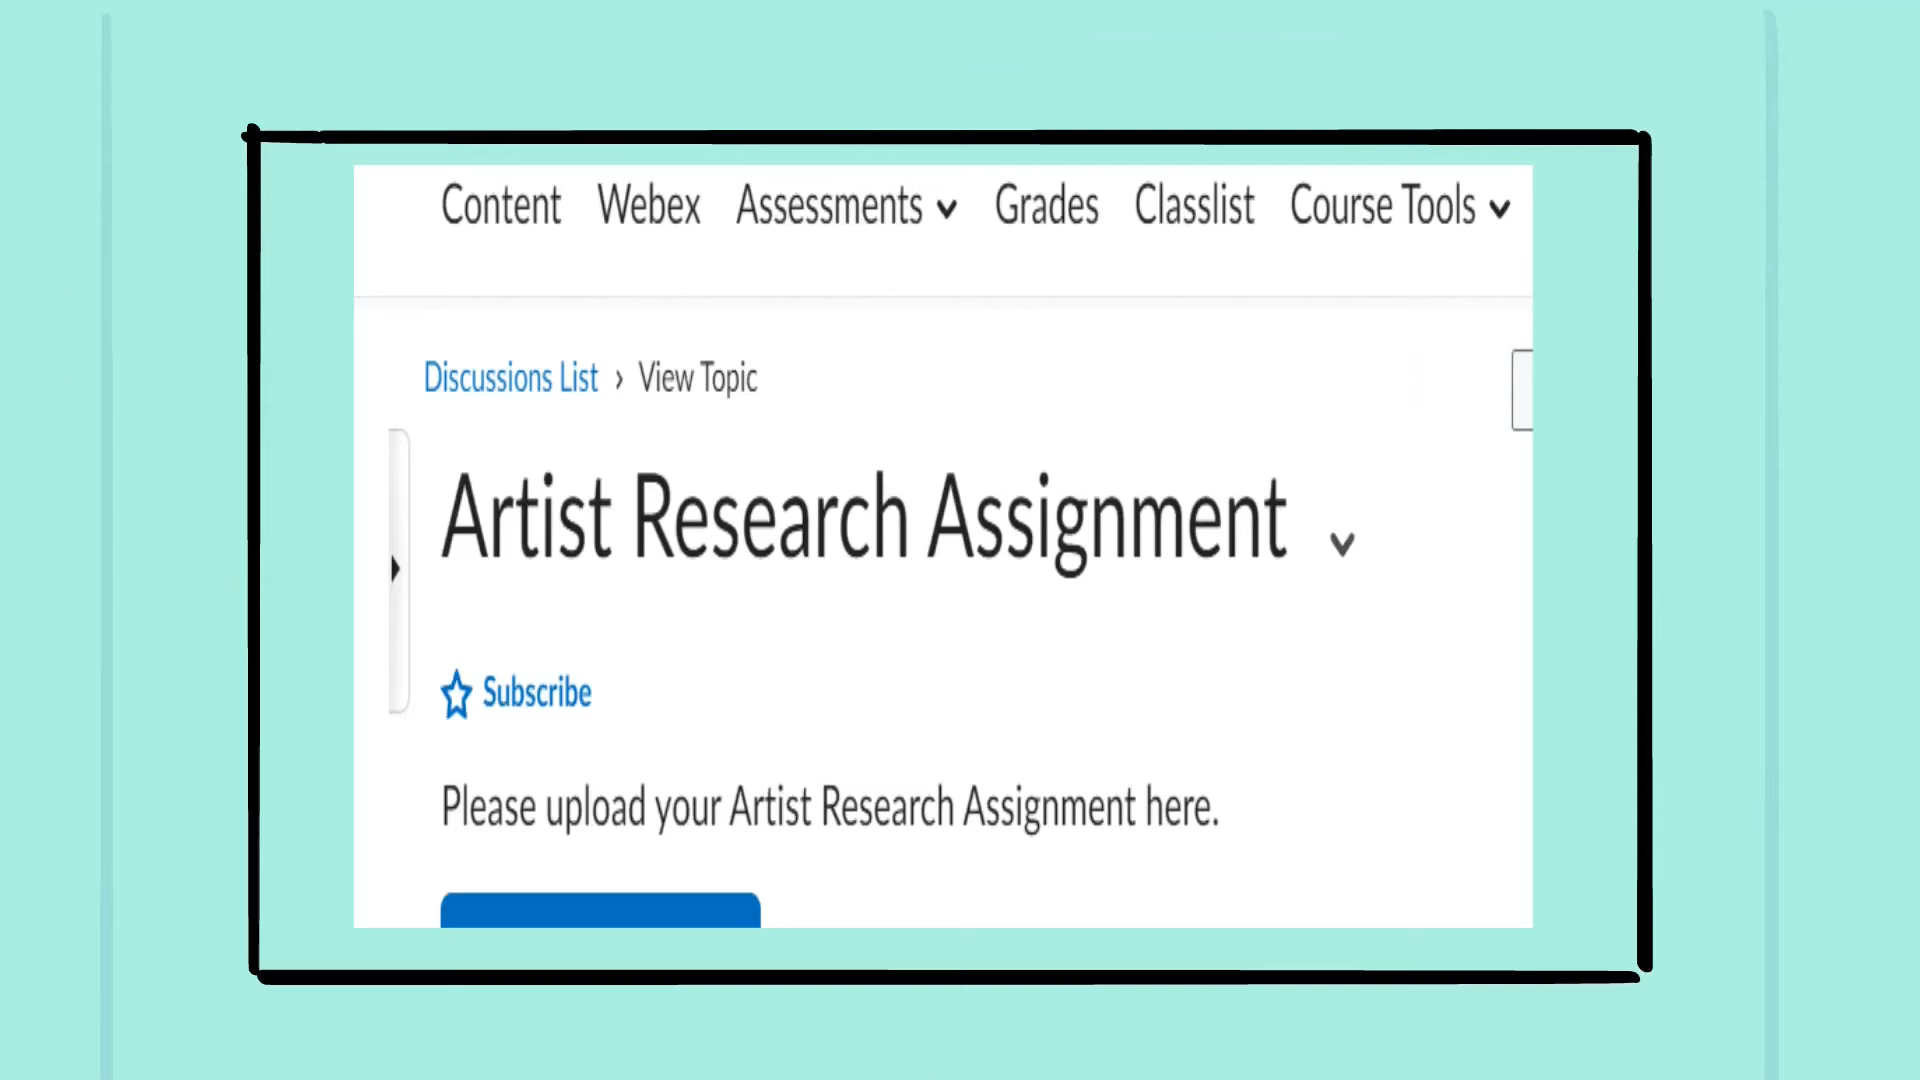 Content Webex Assessments Grades Classlist Course Tools
Discussions List › View Topic
Artist Research Assignment
Subscribe
Please upload your Artist Research Assignment here.